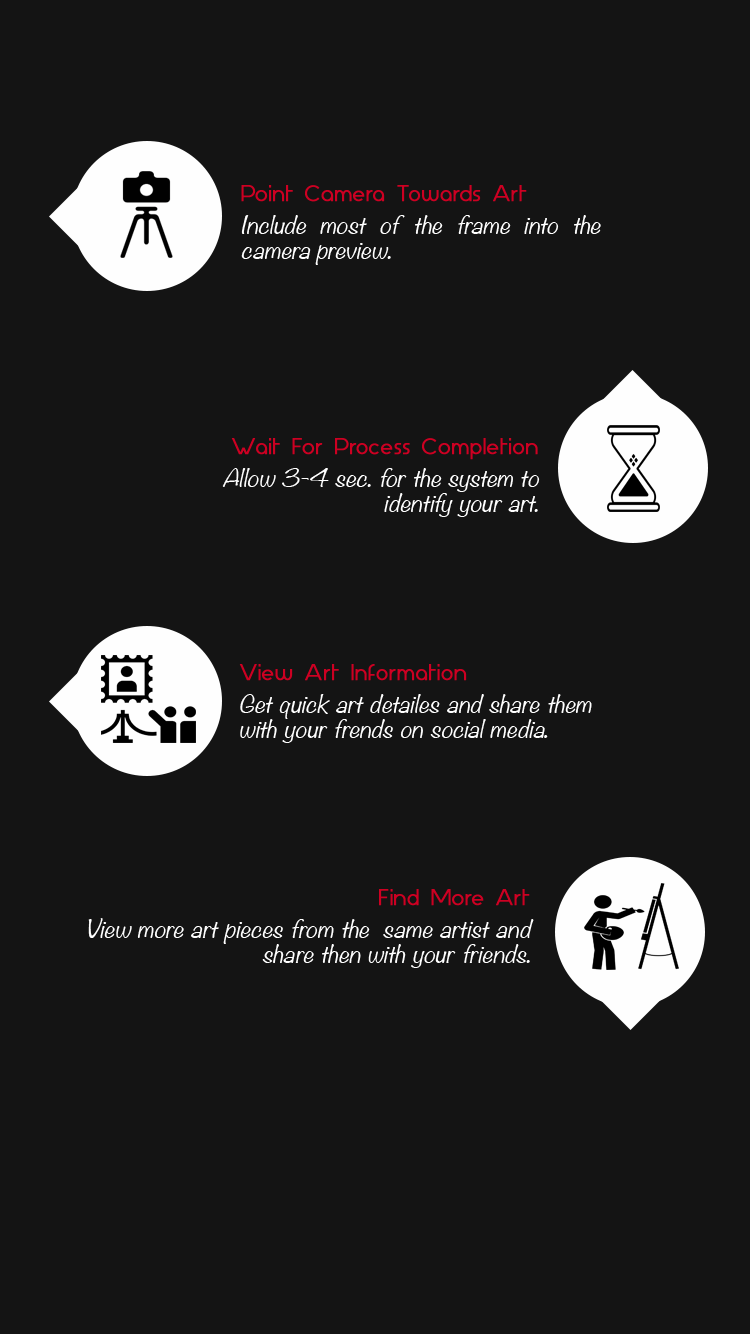 Point Camera Towards Art
Include most of the frame into the
camera preview.
Wait For Process Completion
Allow 3-4 sec. for the system to
identify your art.
View Art Information
Get quick art detailes and share them
with your frends on social media.
Find More Art
View more art pieces from the same artist and
share then with your friends.